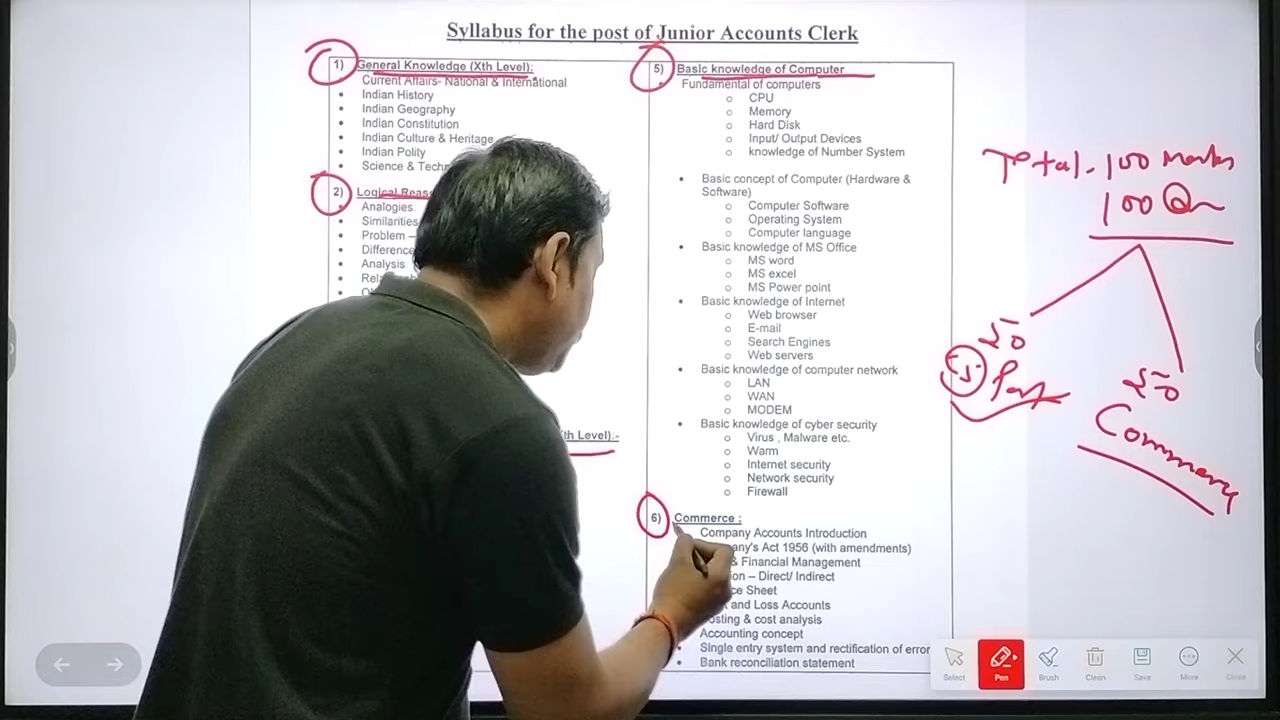 Syllabus for the post of Junior Accounts Clerk
1) General Knowledge (Xth Level):
Current Affairs- National & International
• Indian History
• Indian Geography
• Indian Constitution
• Indian Culture & Heritage
• Indian Polity
• Science &
2) Logical
• Analogies
• Similarities
• Problem –
•
• Analysis
•
•
Level):-
5) Basic knowledge of Computer
Fundamental of computers
o CPU
o Memory
o Hard Disk
o Input/ Output Devices
o knowledge of Number System
• Basic concept of Computer (Hardware &
Software)
o Computer Software
o Operating System
o Computer language
• Basic knowledge of MS Office
o MS word
o MS excel
o MS Power point
• Basic knowledge of Internet
o Web browser
o E-mail
o Search Engines
o Web servers
• Basic knowledge of computer network
o LAN
o WAN
o MODEM
• Basic knowledge of cyber security
o Virus , Malware etc.
o Warm
o Internet security
o Network security
o Firewall
6) Commerce :
Company Accounts Introduction
Act 1956 (with amendments)
& Financial Management
– Direct/ Indirect
Sheet
and Loss Accounts
& cost analysis
Accounting concept
• Single entry system and rectification of error
• Bank reconciliation statement
Total. 100 Marks
100 Qn
50
5 Part
50
Commerce
Select
Pen
Brush
Clean
Save
More
Close